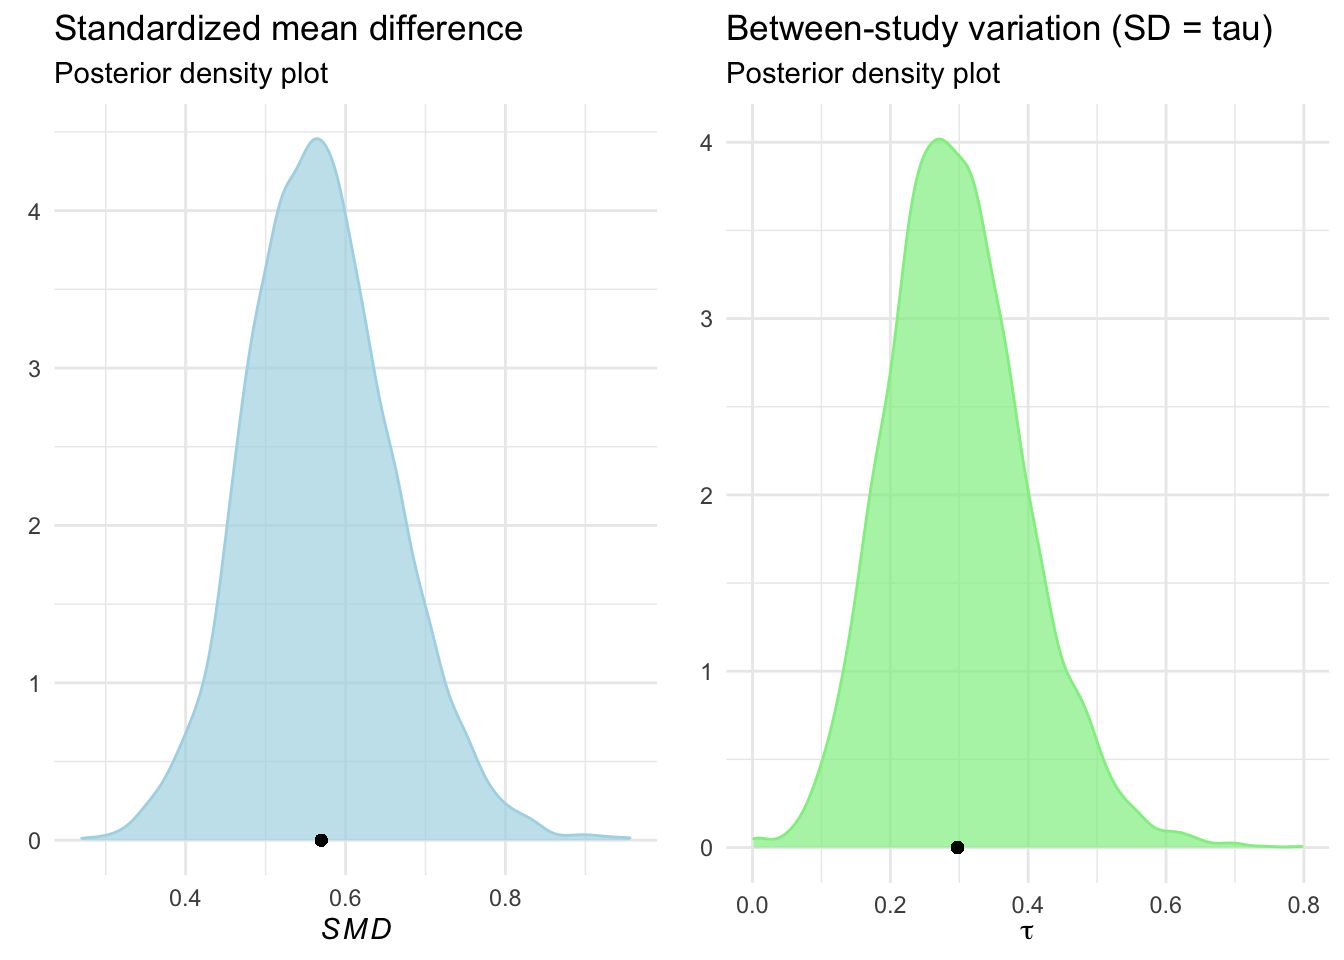 Standardized mean difference
Posterior density plot
4
3
2
1
0
0.4 0.6 0.8
SMD
Between-study variation (SD = tau)
Posterior density plot
4
3
2
1
0
0.0 0.2 0.4 0.6 0.8
τ